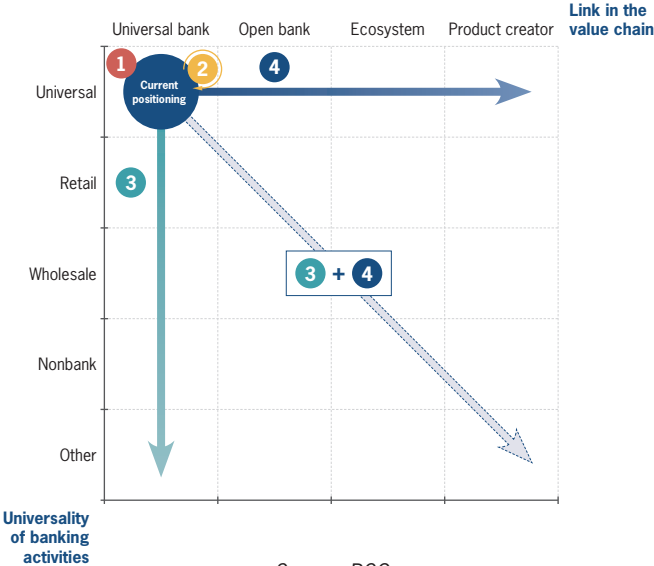 Link in the
value chain
Universal bank
Open bank
Ecosystem
Product creator
1
2
4
Current
positioning
Universal
3
Retail
Wholesale
3 + 4
Nonbank
Other
Universality
of banking
activities